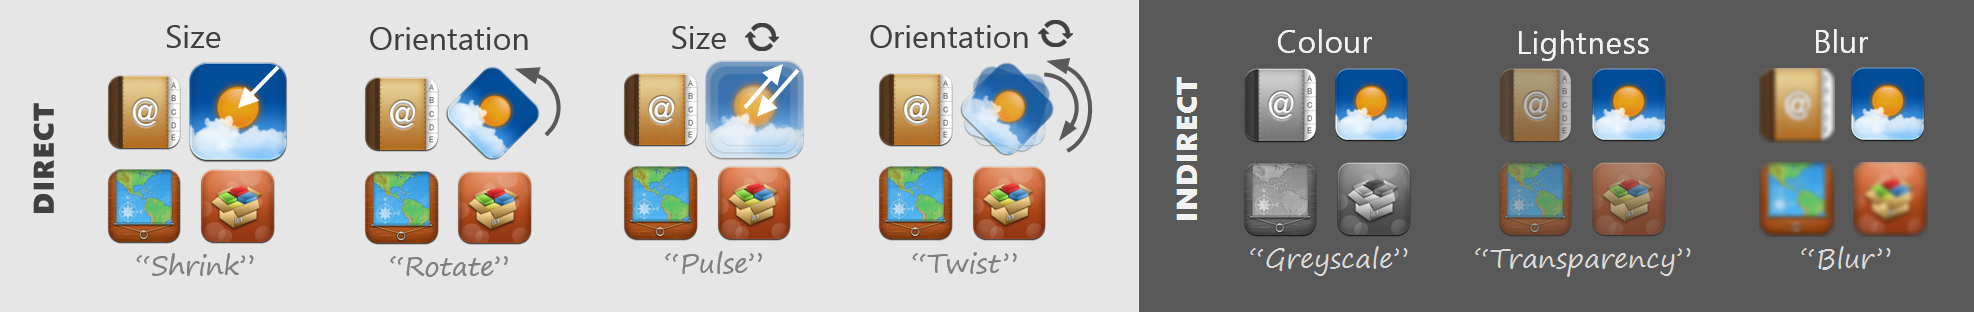 DIRECT
Size
“Shrink”
Orientation
“Rotate”
Size
“Pulse”
Orientation
“Twist”
INDIRECT
Colour
“Greyscale”
Lightness
“Transparency”
Blur
“Blur”
@
A
B
C
D
E
@
A
B
C
D
E
@
A
B
C
D
E
@
A
B
C
D
E
@
A
B
C
D
E
@
A
B
C
D
E
@